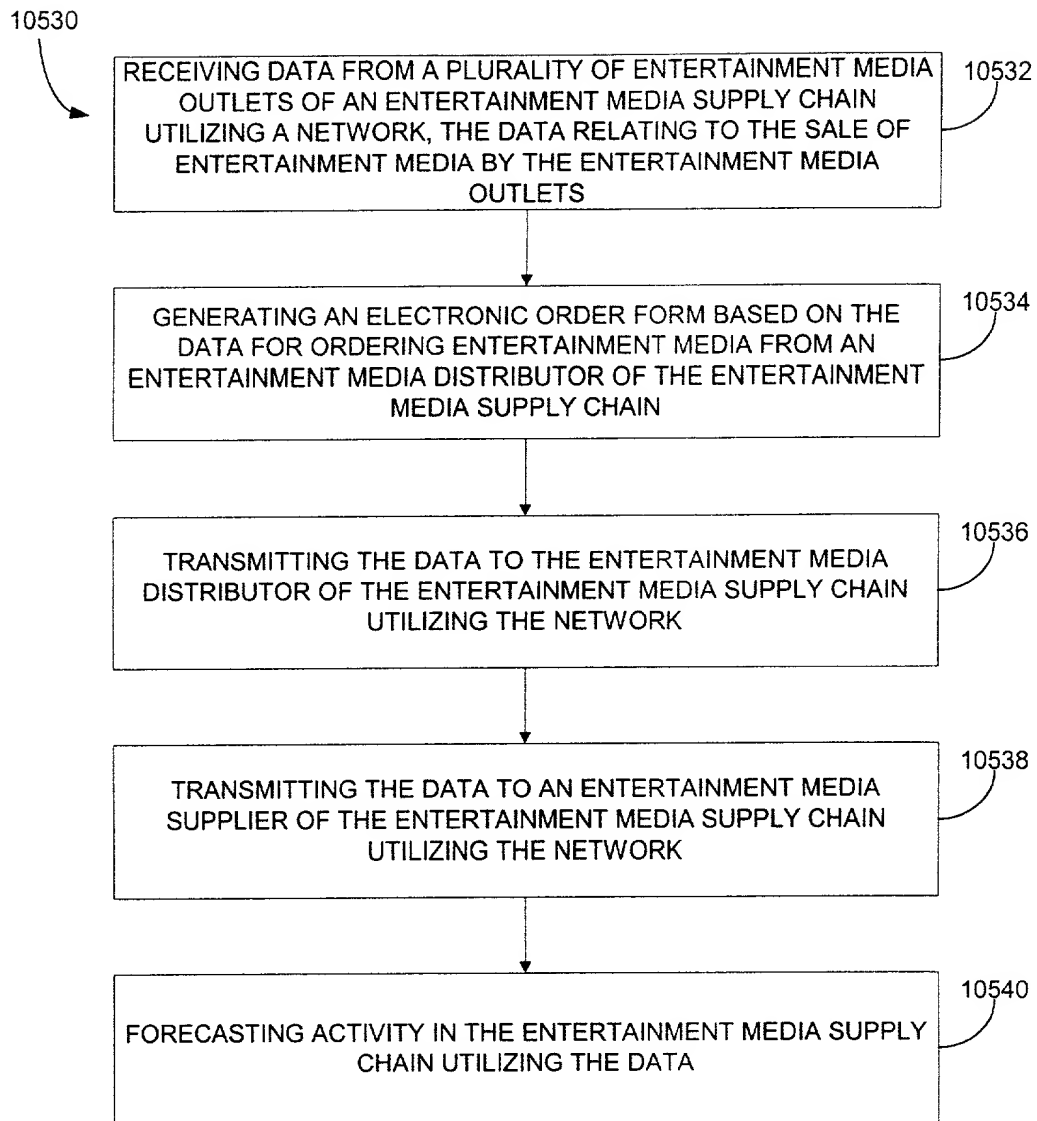 10530
RECEIVING DATA FROM A PLURALITY OF ENTERTAINMENT MEDIA
OUTLETS OF AN ENTERTAINMENT MEDIA SUPPLY CHAIN
UTILIZING A NETWORK, THE DATA RELATING TO THE SALE OF
ENTERTAINMENT MEDIA BY THE ENTERTAINMENT MEDIA
OUTLETS
10532
GENERATING AN ELECTRONIC ORDER FORM BASED ON THE
DATA FOR ORDERING ENTERTAINMENT MEDIA FROM AN
ENTERTAINMENT MEDIA DISTRIBUTOR OF THE ENTERTAINMENT
MEDIA SUPPLY CHAIN
10534
TRANSMITTING THE DATA TO THE ENTERTAINMENT MEDIA
DISTRIBUTOR OF THE ENTERTAINMENT MEDIA SUPPLY CHAIN
UTILIZING THE NETWORK
10536
TRANSMITTING THE DATA TO AN ENTERTAINMENT MEDIA
SUPPLIER OF THE ENTERTAINMENT MEDIA SUPPLY CHAIN
UTILIZING THE NETWORK
10538
FORECASTING ACTIVITY IN THE ENTERTAINMENT MEDIA SUPPLY
CHAIN UTILIZING THE DATA
10540